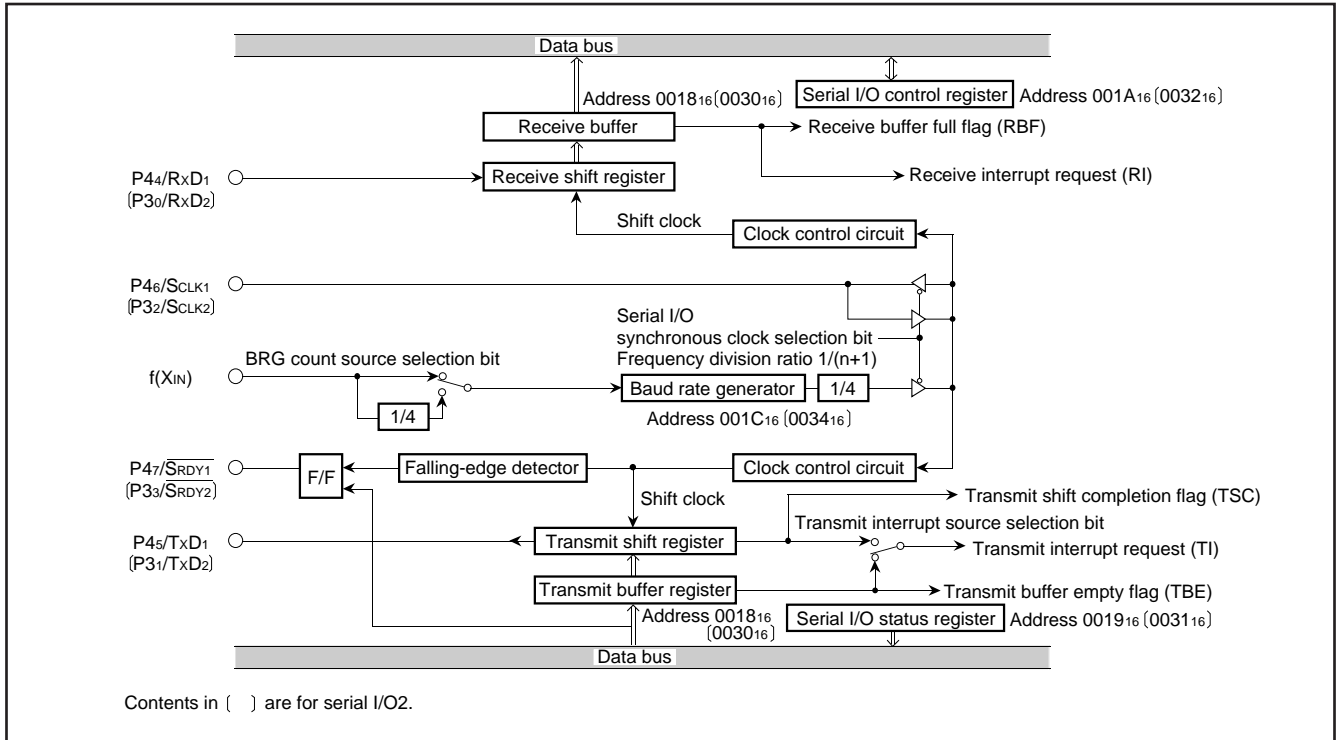 Data bus
Address 0018₁₆ (0030₁₆)
Serial I/O control register
Address 001A₁₆ (0032₁₆)
Receive buffer
Receive buffer full flag (RBF)
P4₄/RxD₁
(P3₀/RxD₂)
Receive shift register
Receive interrupt request (RI)
Shift clock
Clock control circuit
P4₆/SCLK1
(P3₂/SCLK2)
Serial I/O
synchronous clock selection bit
Frequency division ratio 1/(n+1)
BRG count source selection bit
f(XIN)
Baud rate generator
1/4
1/4
Address 001C₁₆ (0034₁₆)
P4₇/S̅R̅D̅Y̅1̅
(P3₃/S̅R̅D̅Y̅2̅)
F/F
Falling-edge detector
Clock control circuit
Shift clock
Transmit shift completion flag (TSC)
Transmit interrupt source selection bit
P4₅/TxD₁
(P3₁/TxD₂)
Transmit shift register
Transmit interrupt request (TI)
Transmit buffer register
Transmit buffer empty flag (TBE)
Address 0018₁₆
(0030₁₆)
Serial I/O status register
Address 0019₁₆ (0031₁₆)
Data bus
Contents in ( ) are for serial I/O2.